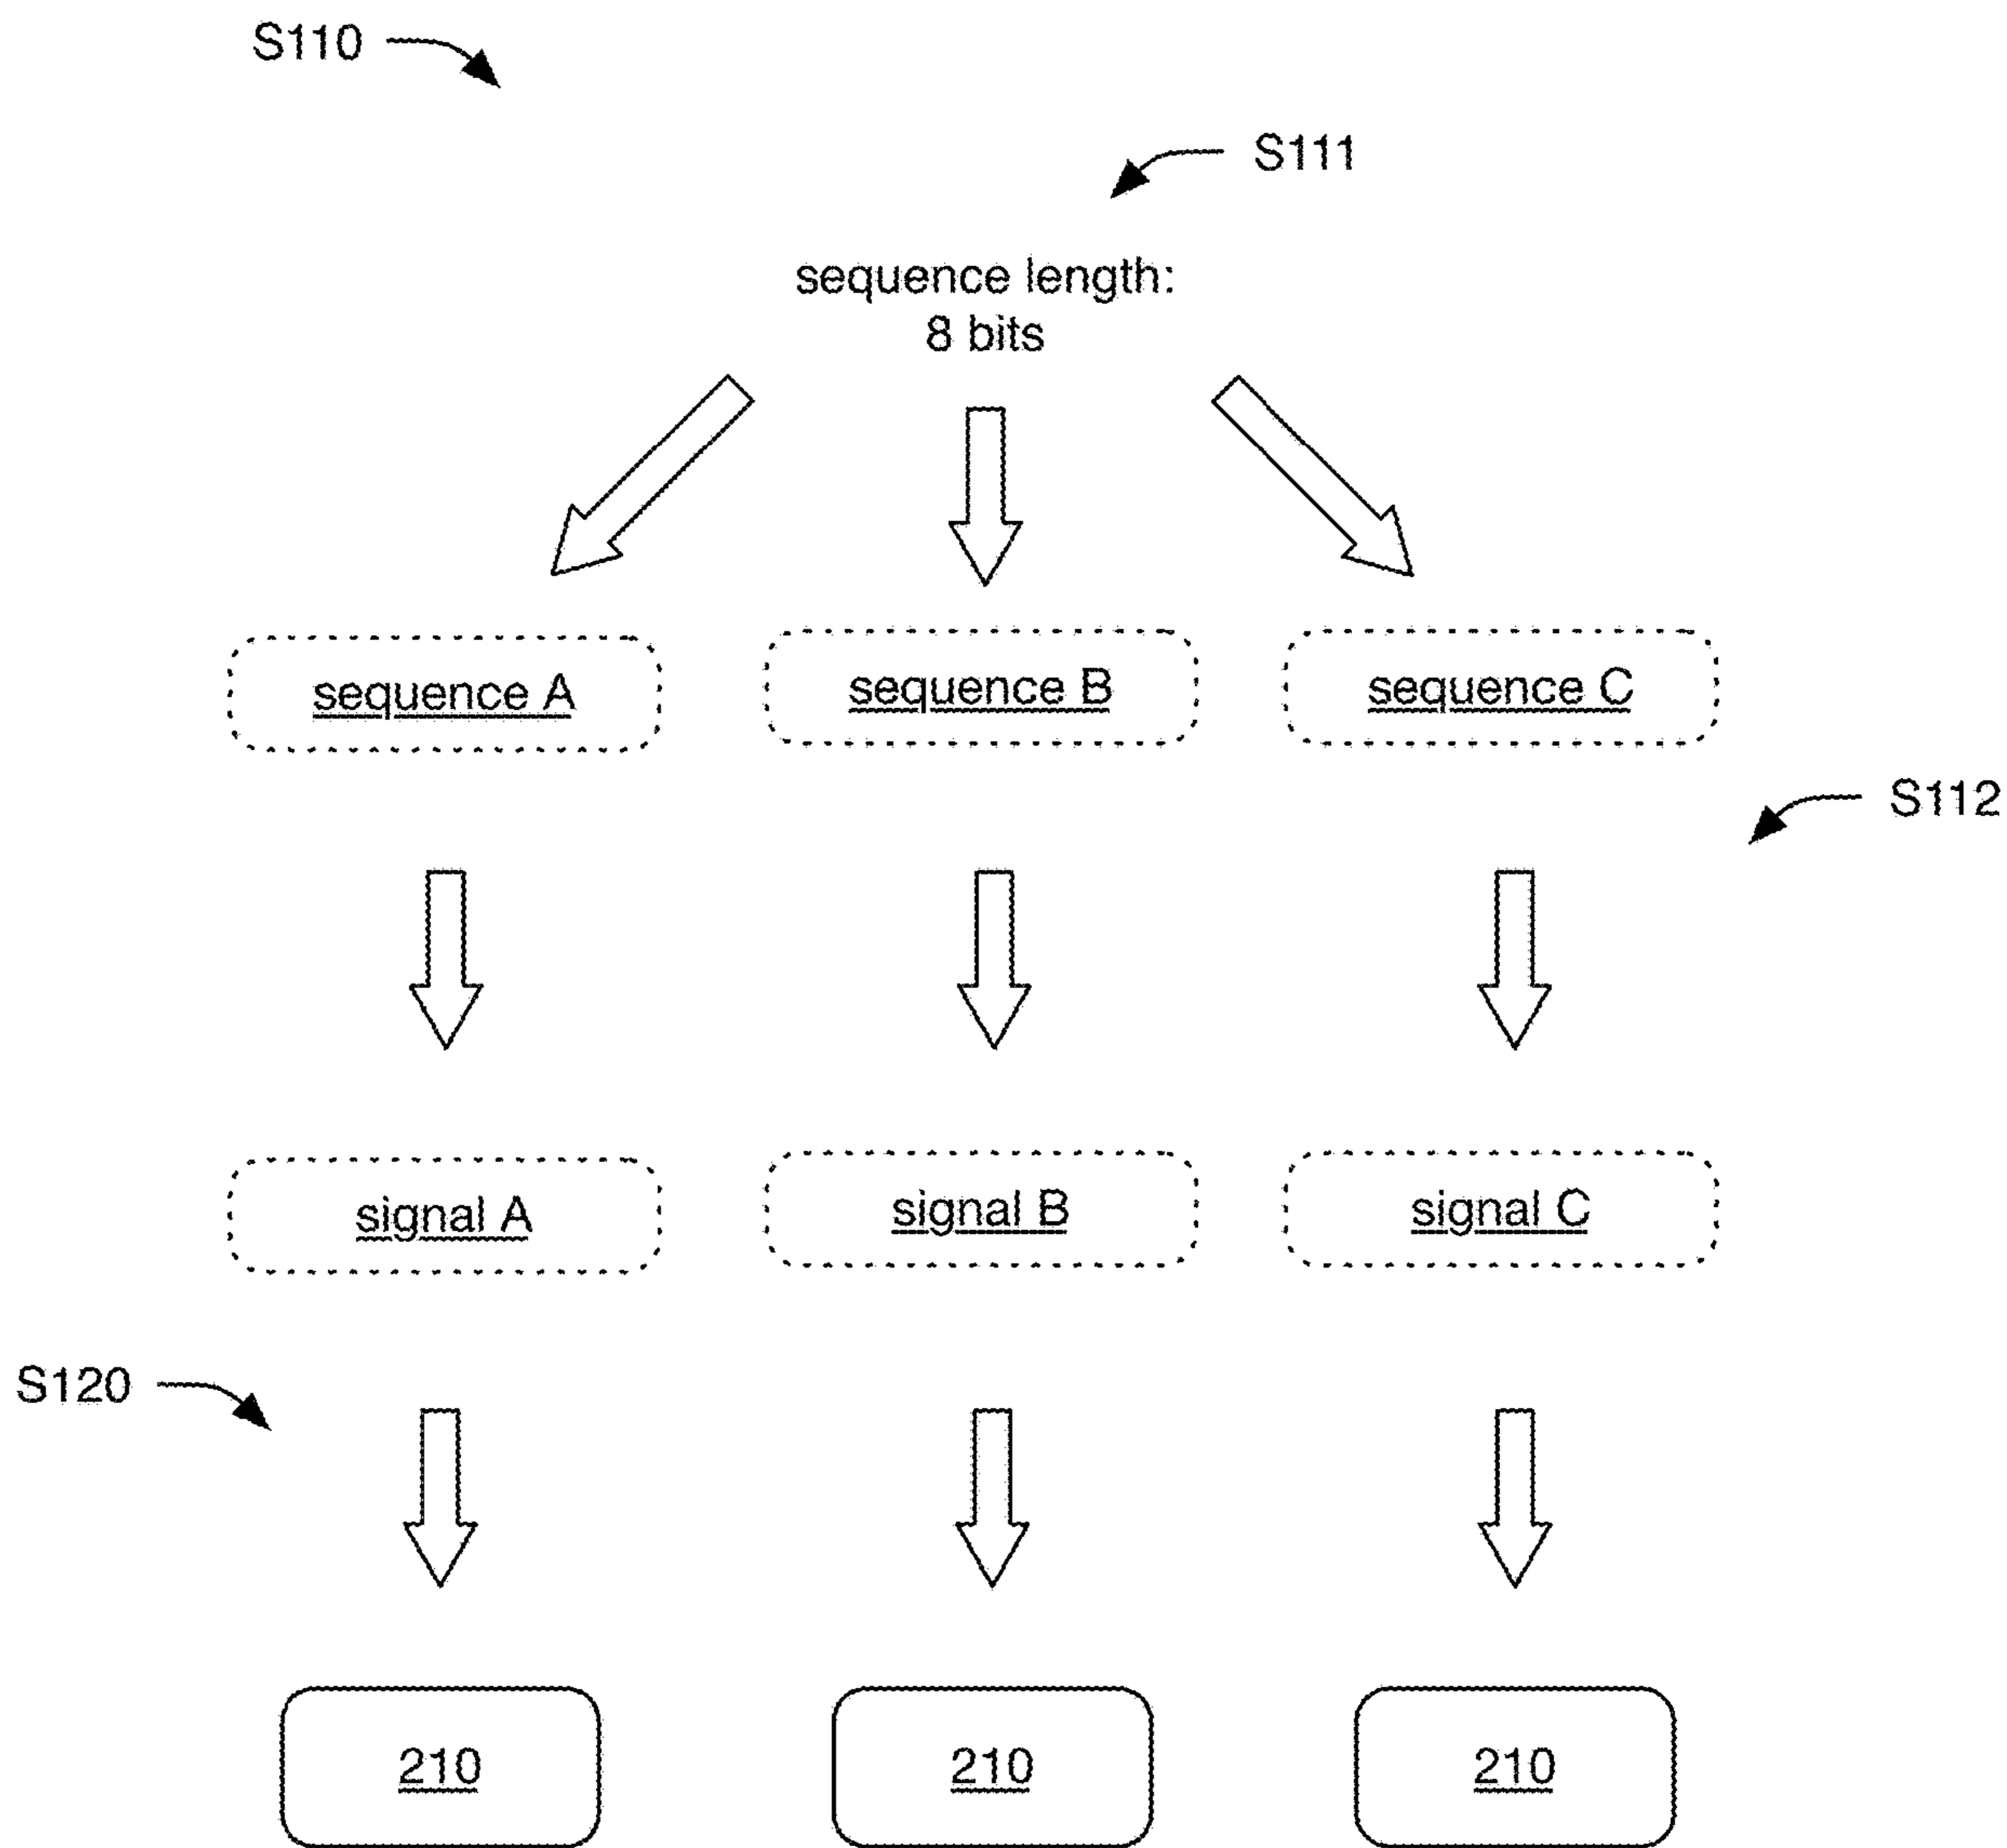 S110
S111
sequence length:
8 bits
sequence A
sequence B
sequence C
S112
signal A
signal B
signal C
S120
210
210
210